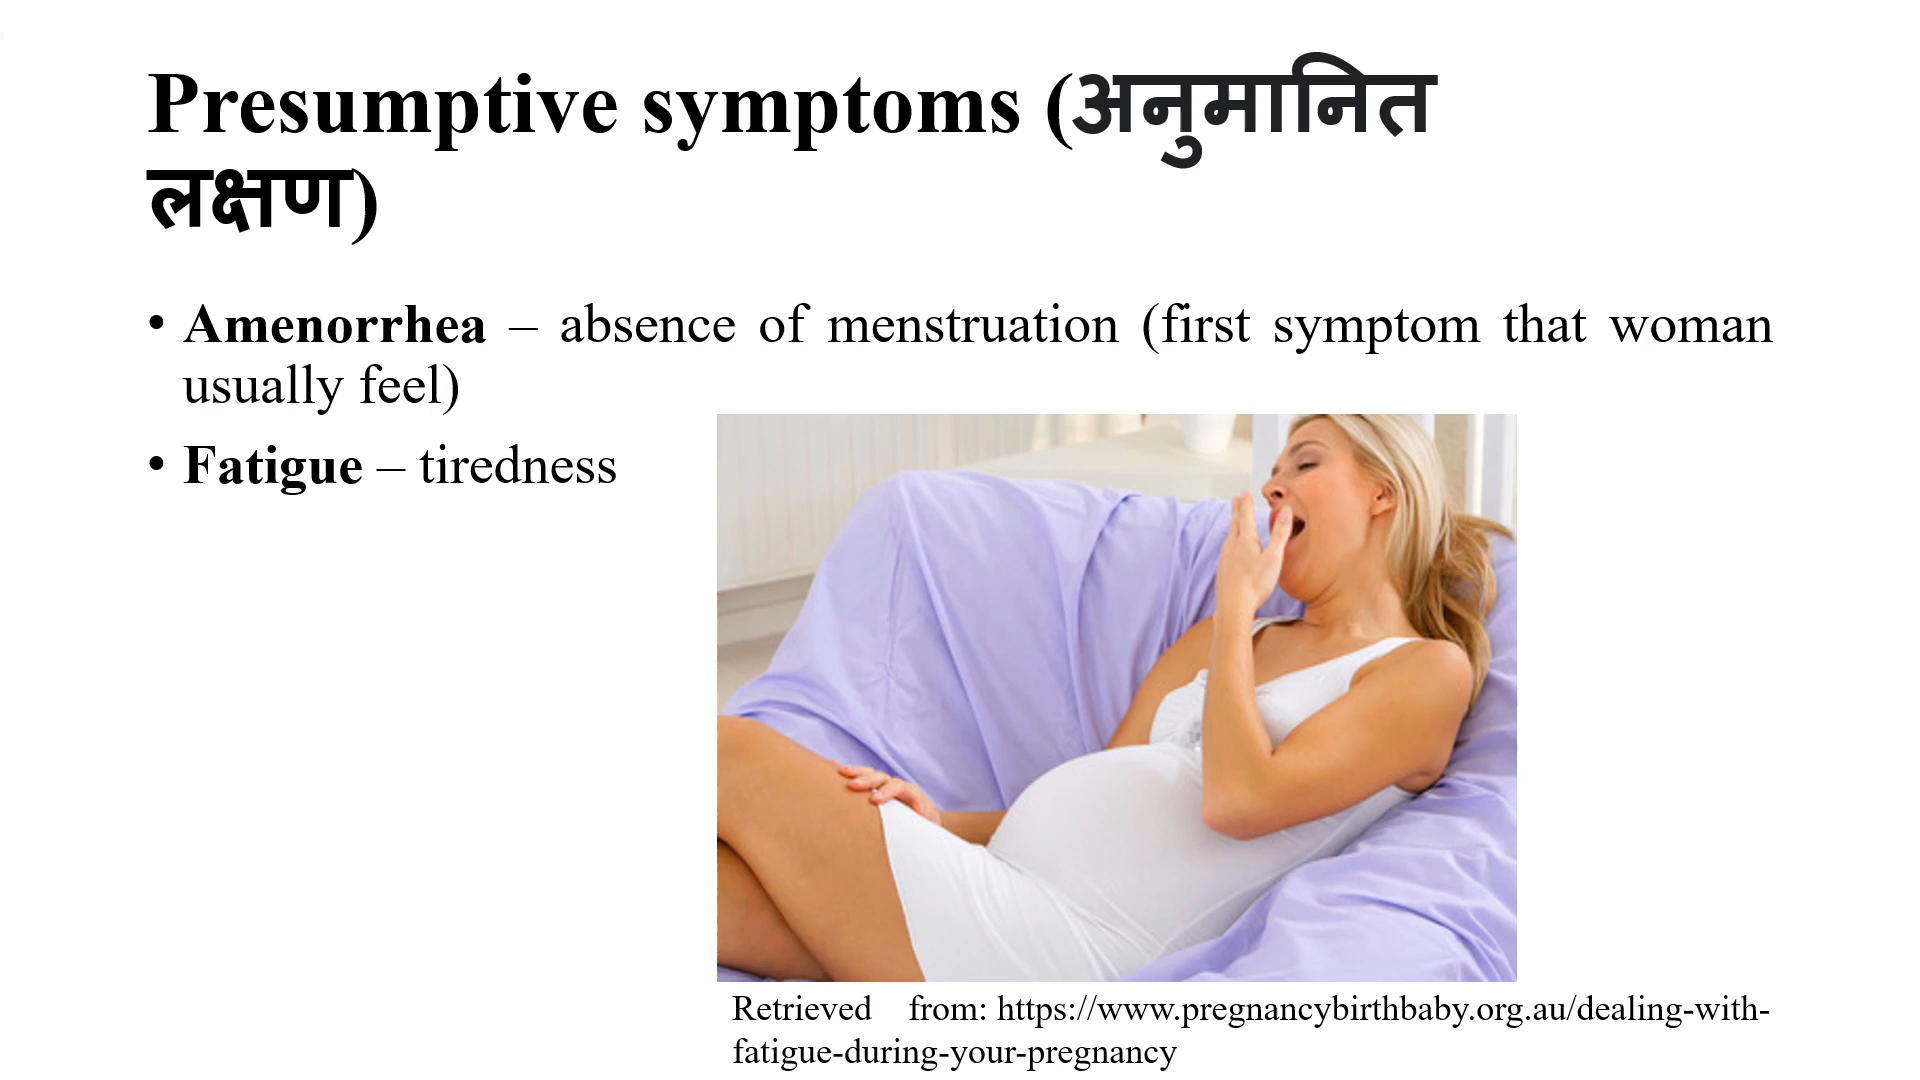 Presumptive symptoms (अनुमानित
लक्षण)
• Amenorrhea – absence of menstruation (first symptom that woman
usually feel)
• Fatigue – tiredness
Retrieved from: https://www.pregnancybirthbaby.org.au/dealing-with-
fatigue-during-your-pregnancy